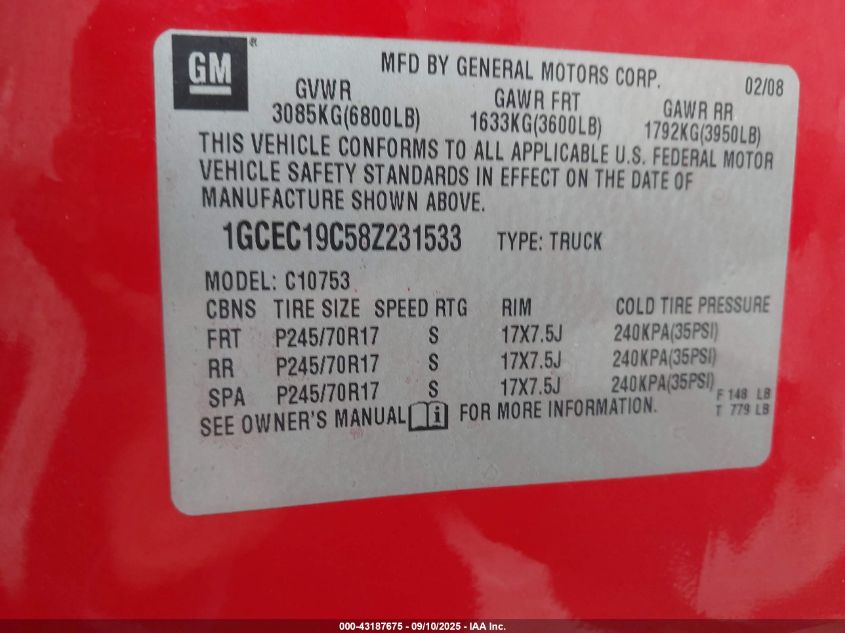 GM®
MFD BY GENERAL MOTORS CORP.
02/08
GVWR GAWR FRT GAWR RR
3085KG(6800LB) 1633KG(3600LB) 1792KG(3950LB)
THIS VEHICLE CONFORMS TO ALL APPLICABLE U.S. FEDERAL MOTOR
VEHICLE SAFETY STANDARDS IN EFFECT ON THE DATE OF
MANUFACTURE SHOWN ABOVE.
1GCEC19C58Z231533 TYPE: TRUCK
MODEL: C10753
CBNS TIRE SIZE SPEED RTG RIM COLD TIRE PRESSURE
FRT P245/70R17 S 17X7.5J 240KPA(35PSI)
RR P245/70R17 S 17X7.5J 240KPA(35PSI)
SPA P245/70R17 S 17X7.5J 240KPA(35PSI)
F 148 LB
T 779 LB
SEE OWNER'S MANUAL i FOR MORE INFORMATION.
000-43187675 - 09/10/2025 - IAA Inc.